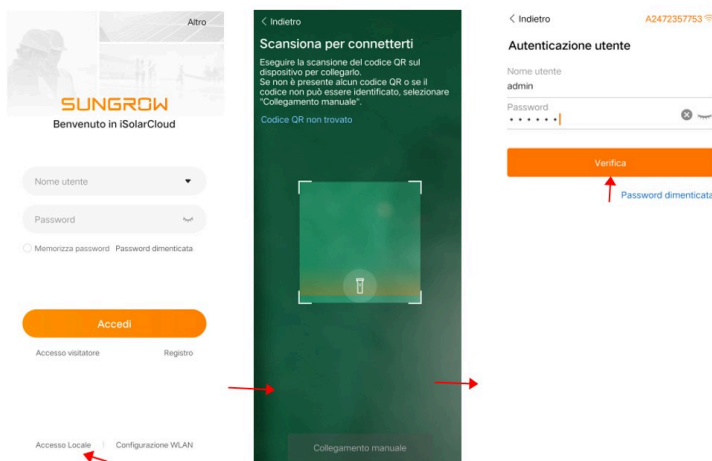 Altro
SUNGROW
Benvenuto in iSolarCloud
Nome utente
Password
Memorizza password Password dimenticata
Accedi
Accesso visitatore Registro
Accesso Locale Configurazione WLAN
< Indietro
Scansiona per connetterti
Eseguire la scansione del codice QR sul
dispositivo per collegarlo.
Se non è presente alcun codice QR o se il
codice non può essere identificato, selezionare
"Collegamento manuale".
Codice QR non trovato
Collegamento manuale
< Indietro A2472357753
Autenticazione utente
Nome utente
admin
Password
Verifica
Password dimenticata